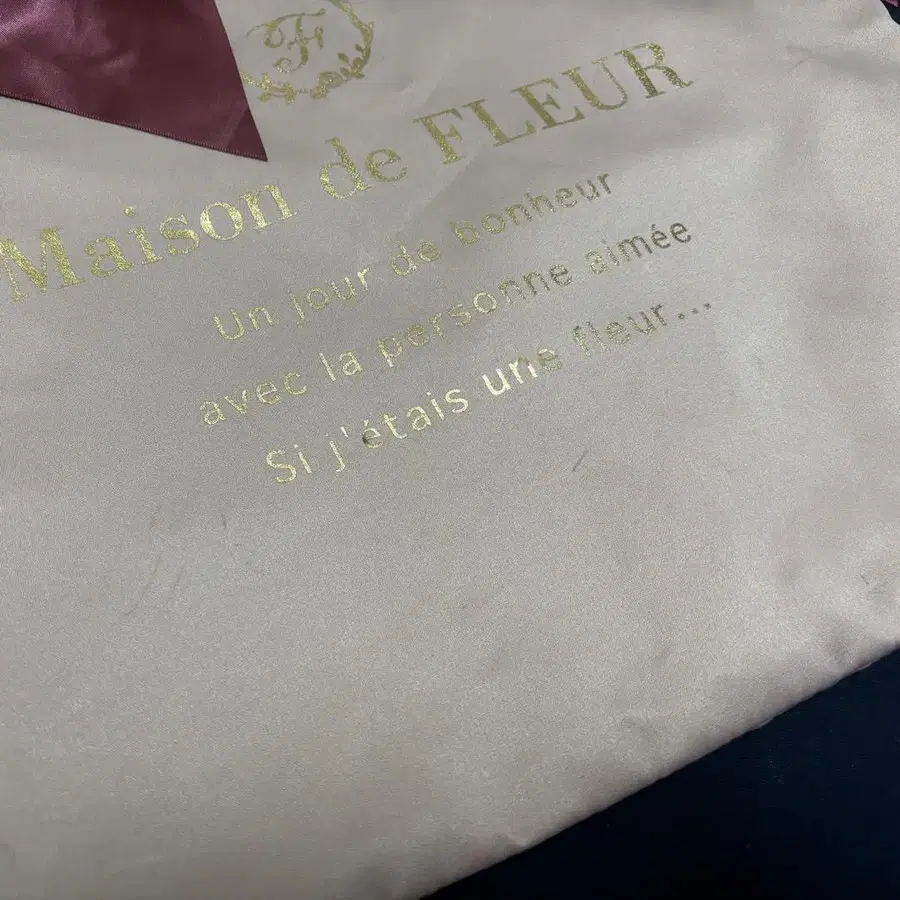 F
Maison de FLEUR
Un jour de bonheur
avec la personne aimée
Si j'étais une fleur...